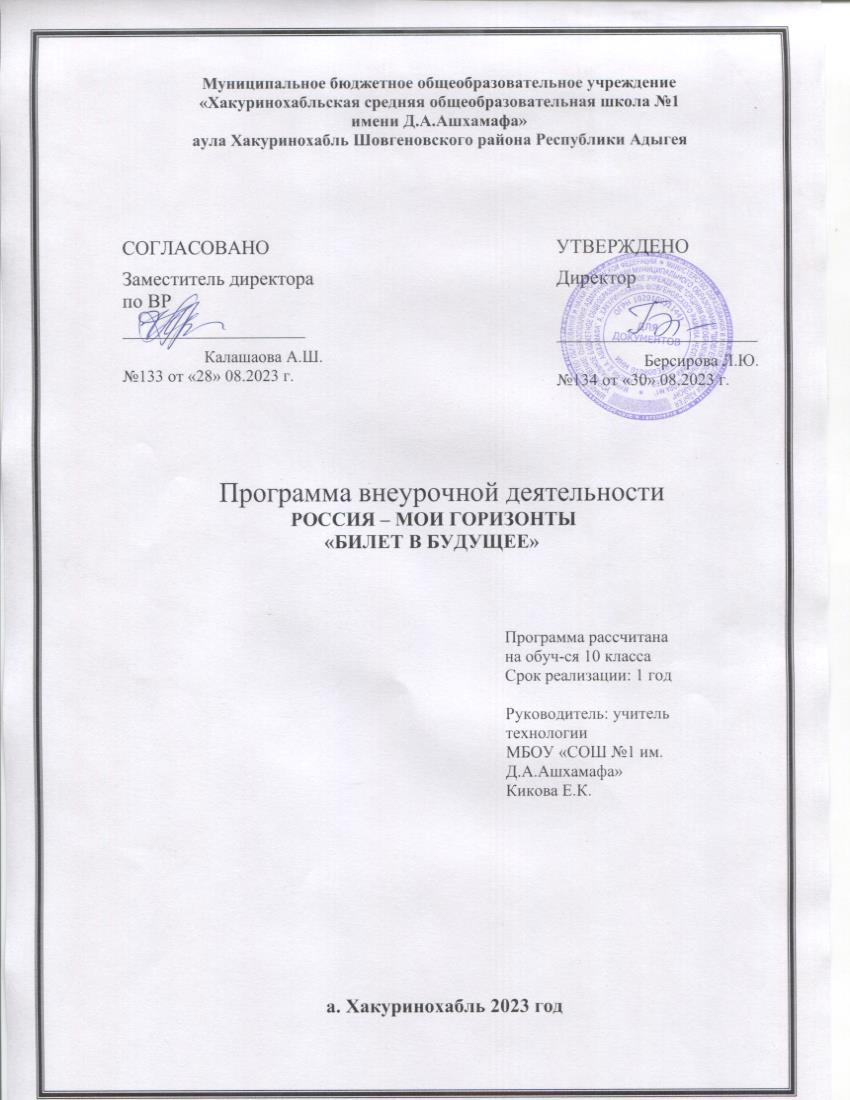 Муниципальное бюджетное общеобразовательное учреждение
«Хакуринохабльская средняя общеобразовательная школа №1
имени Д.А.Ашхамафа»
аула Хакуринохабль Шовгеновского района Республики Адыгея
СОГЛАСОВАНО
Заместитель директора
по ВР
Калашаова А.Ш.
№133 от «28» 08.2023 г.
УТВЕРЖДЕНО
Директор
ДЛЯ
ДОКУМЕНТОВ
Берсирова Л.Ю.
№134 от «30» 08.2023 г.
Программа внеурочной деятельности
РОССИЯ – МОИ ГОРИЗОНТЫ
«БИЛЕТ В БУДУЩЕЕ»
Программа рассчитана
на обуч-ся 10 класса
Срок реализации: 1 год
Руководитель: учитель
технологии
МБОУ «СОШ №1 им.
Д.А.Ашхамафа»
Кикова Е.К.
а. Хакуринохабль 2023 год